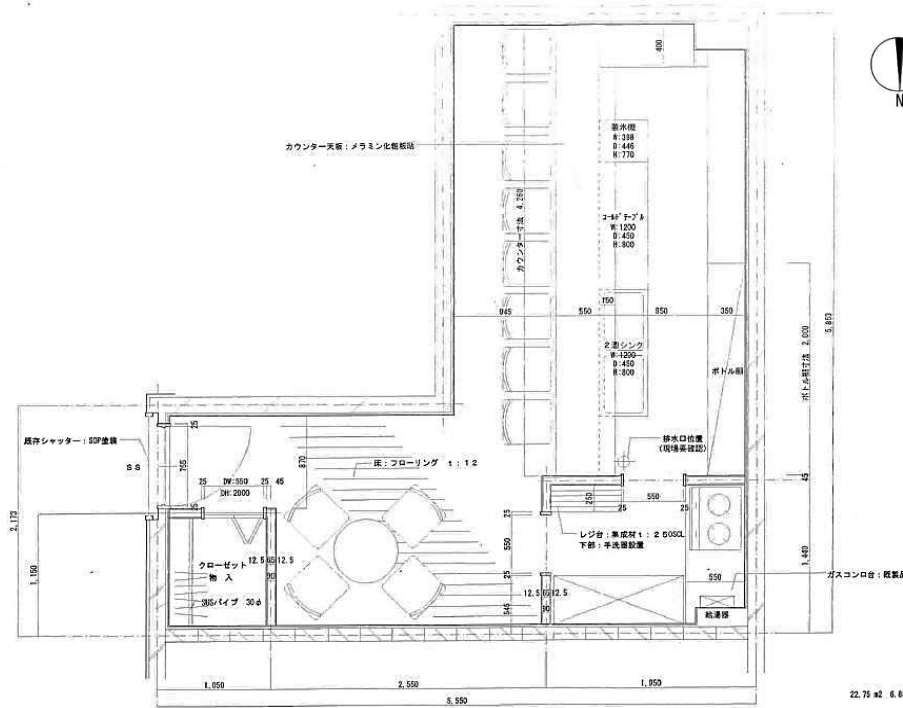 400
N
製氷機
W:398
D:446
H:770
カウンター天板:メラミン化粧板貼
カウンター寸法 4,260
コールドテーブル
W:1200
D:450
H:800
150
945
550
850
350
5,853
ボトル棚寸法 2,000
2槽シンク
W:1200
D:450
H:800
ボトル棚
既存シャッター:SOP塗装
SS
25
755
870
床:フローリング t:12
排水口位置
(現場要確認)
25
DW:550
25
45
DH:2000
250
25
550
25
45
2,173
1,150
クローゼット
物入
12.5
65
12.5
90
SUSパイプ 30φ
25
550
25
レジ台:集成材t:25 OSCL
下部:手洗器設置
1,440
12.5
65
12.5
90
545
550
ガスコンロ台:既製品
給湯器
1,050
2,550
1,950
5,550
22.75 m2